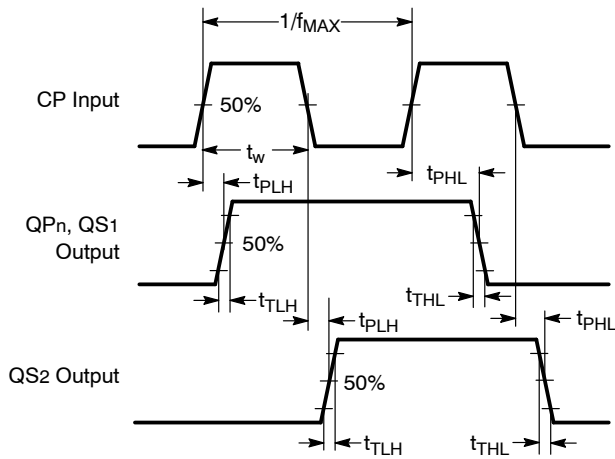 1/fMAX
CP Input
50%
tw
tPLH
tPHL
QPn, QS1
Output
50%
tTLH
tTHL
tPLH
tPHL
QS2 Output
50%
tTLH
tTHL